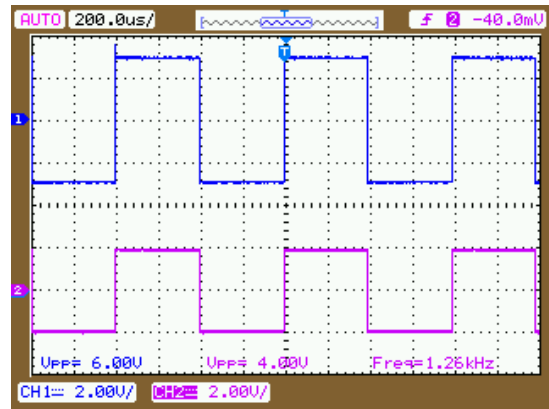 AUTO 200.0us/ T f 2 -40.0mV
T
1
2
Vpp= 6.00V Vpp= 4.00V Freq=1.26kHz
CH1= 2.00V/ CH2= 2.00V/